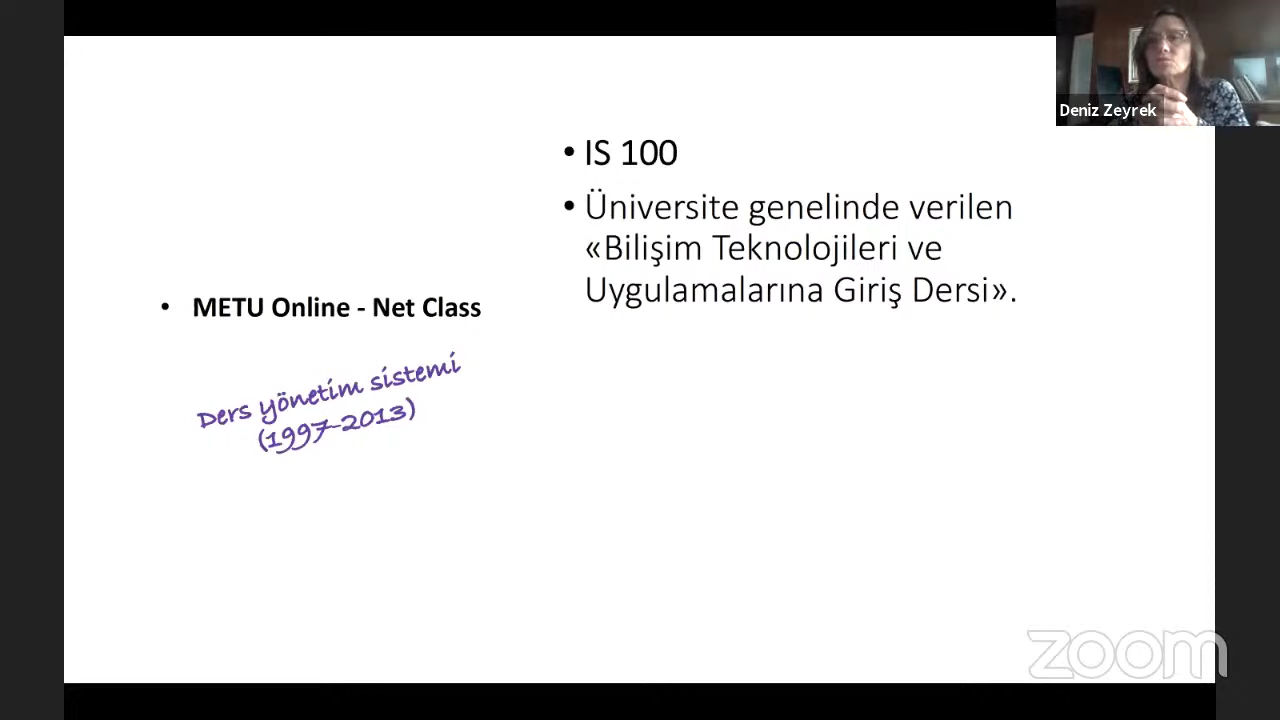 • METU Online - Net Class
Ders yönetim sistemi
(1997-2013)
• IS 100
• Üniversite genelinde verilen
«Bilişim Teknolojileri ve
Uygulamalarına Giriş Dersi».
Deniz Zeyrek
zoom